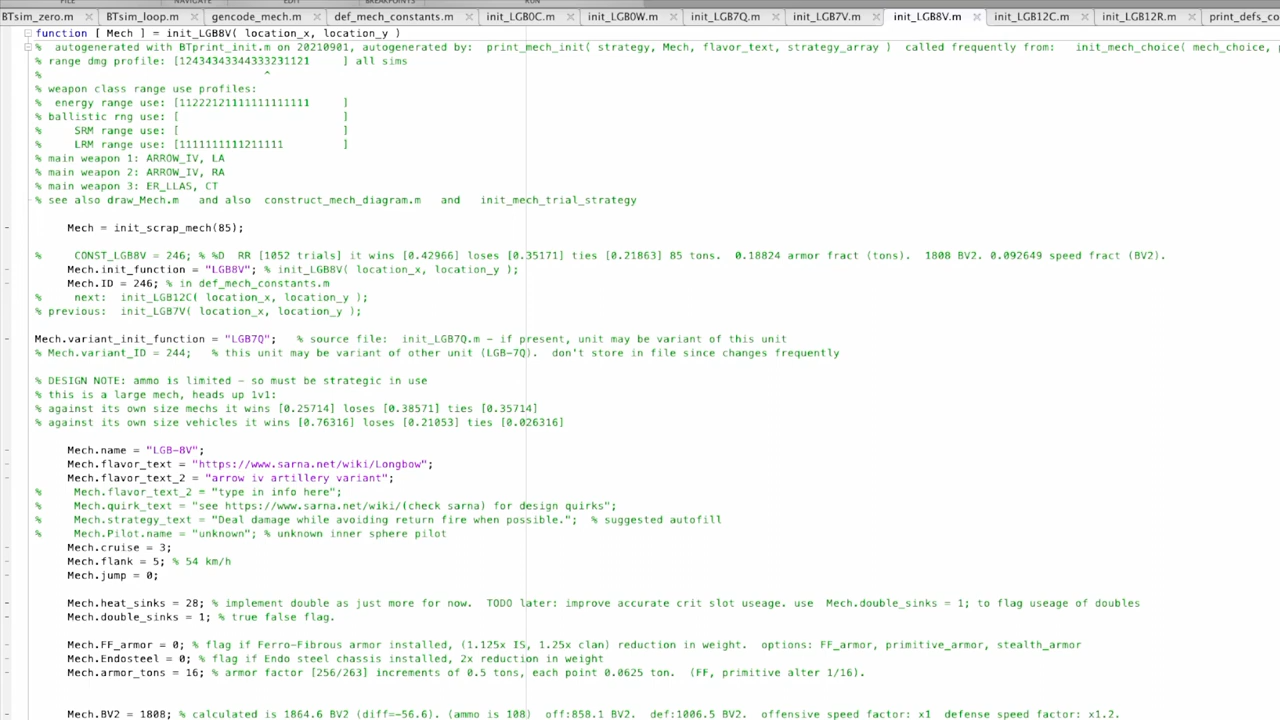 FILE NAVIGATE EDIT BREAKPOINTS RUN
BTsim_zero.m × BTsim_loop.m × gencode_mech.m × def_mech_constants.m × init_LGB0C.m × init_LGB0W.m × init_LGB7Q.m × init_LGB7V.m × init_LGB8V.m × init_LGB12C.m × init_LGB12R.m × print_defs_co
function [ Mech ] = init_LGB8V( location_x, location_y )
% autogenerated with BTprint_init.m on 20210901, autogenerated by: print_mech_init( strategy, Mech, flavor_text, strategy_array ) called frequently from: init_mech_choice( mech_choice,
% range dmg profile: [12434343344333231121 ] all sims
% ^
% weapon class range use profiles:
% energy range use: [11222121111111111111 ]
% ballistic rng use: [ ]
% SRM range use: [ ]
% LRM range use: [1111111111211111 ]
% main weapon 1: ARROW_IV, LA
% main weapon 2: ARROW_IV, RA
% main weapon 3: ER_LLAS, CT
% see also draw_Mech.m and also construct_mech_diagram.m and init_mech_trial_strategy
Mech = init_scrap_mech(85);
% CONST_LGB8V = 246; % %D RR [1052 trials] it wins [0.42966] loses [0.35171] ties [0.21863] 85 tons. 0.18824 armor fract (tons). 1808 BV2. 0.092649 speed fract (BV2).
Mech.init_function = "LGB8V"; % init_LGB8V( location_x, location_y );
Mech.ID = 246; % in def_mech_constants.m
% next: init_LGB12C( location_x, location_y );
% previous: init_LGB7V( location_x, location_y );
Mech.variant_init_function = "LGB7Q"; % source file: init_LGB7Q.m – if present, unit may be variant of this unit
% Mech.variant_ID = 244; % this unit may be variant of other unit (LGB-7Q). don't store in file since changes frequently
% DESIGN NOTE: ammo is limited – so must be strategic in use
% this is a large mech, heads up 1v1:
% against its own size mechs it wins [0.25714] loses [0.38571] ties [0.35714]
% against its own size vehicles it wins [0.76316] loses [0.21053] ties [0.026316]
Mech.name = "LGB-8V";
Mech.flavor_text = "https://www.sarna.net/wiki/Longbow";
Mech.flavor_text_2 = "arrow iv artillery variant";
% Mech.flavor_text_2 = "type in info here";
% Mech.quirk_text = "see https://www.sarna.net/wiki/(check sarna) for design quirks";
% Mech.strategy_text = "Deal damage while avoiding return fire when possible."; % suggested autofill
% Mech.Pilot.name = "unknown"; % unknown inner sphere pilot
Mech.cruise = 3;
Mech.flank = 5; % 54 km/h
Mech.jump = 0;
Mech.heat_sinks = 28; % implement double as just more for now. TODO later: improve accurate crit slot useage. use Mech.double_sinks = 1; to flag useage of doubles
Mech.double_sinks = 1; % true false flag.
Mech.FF_armor = 0; % flag if Ferro-Fibrous armor installed, (1.125x IS, 1.25x clan) reduction in weight. options: FF_armor, primitive_armor, stealth_armor
Mech.Endosteel = 0; % flag if Endo steel chassis installed, 2x reduction in weight
Mech.armor_tons = 16; % armor factor [256/263] increments of 0.5 tons, each point 0.0625 ton. (FF, primitive alter 1/16).
Mech.BV2 = 1808; % calculated is 1864.6 BV2 (diff=-56.6). (ammo is 108) off:858.1 BV2. def:1006.5 BV2. offensive speed factor: x1 defense speed factor: x1.2.